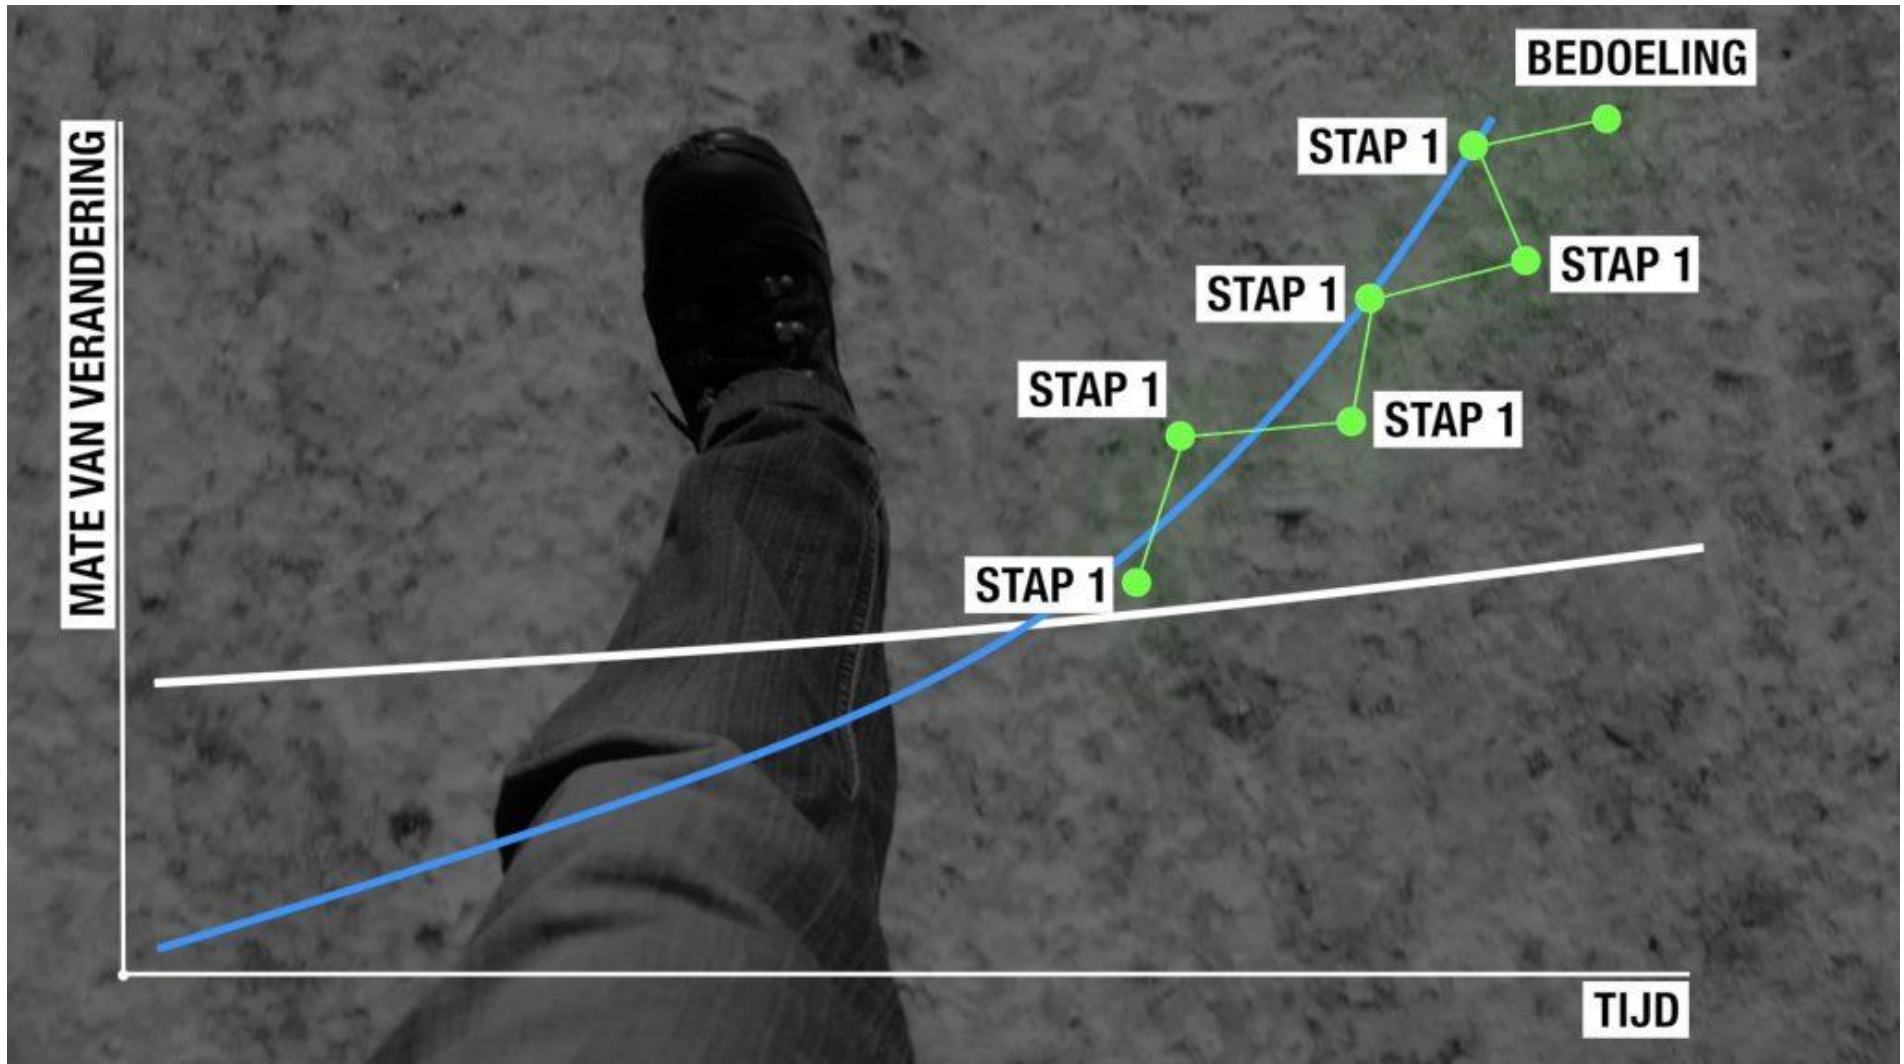 BEDOELING
STAP 1
STAP 1
STAP 1
STAP 1
STAP 1
STAP 1
MATE VAN VERANDERING
TIJD